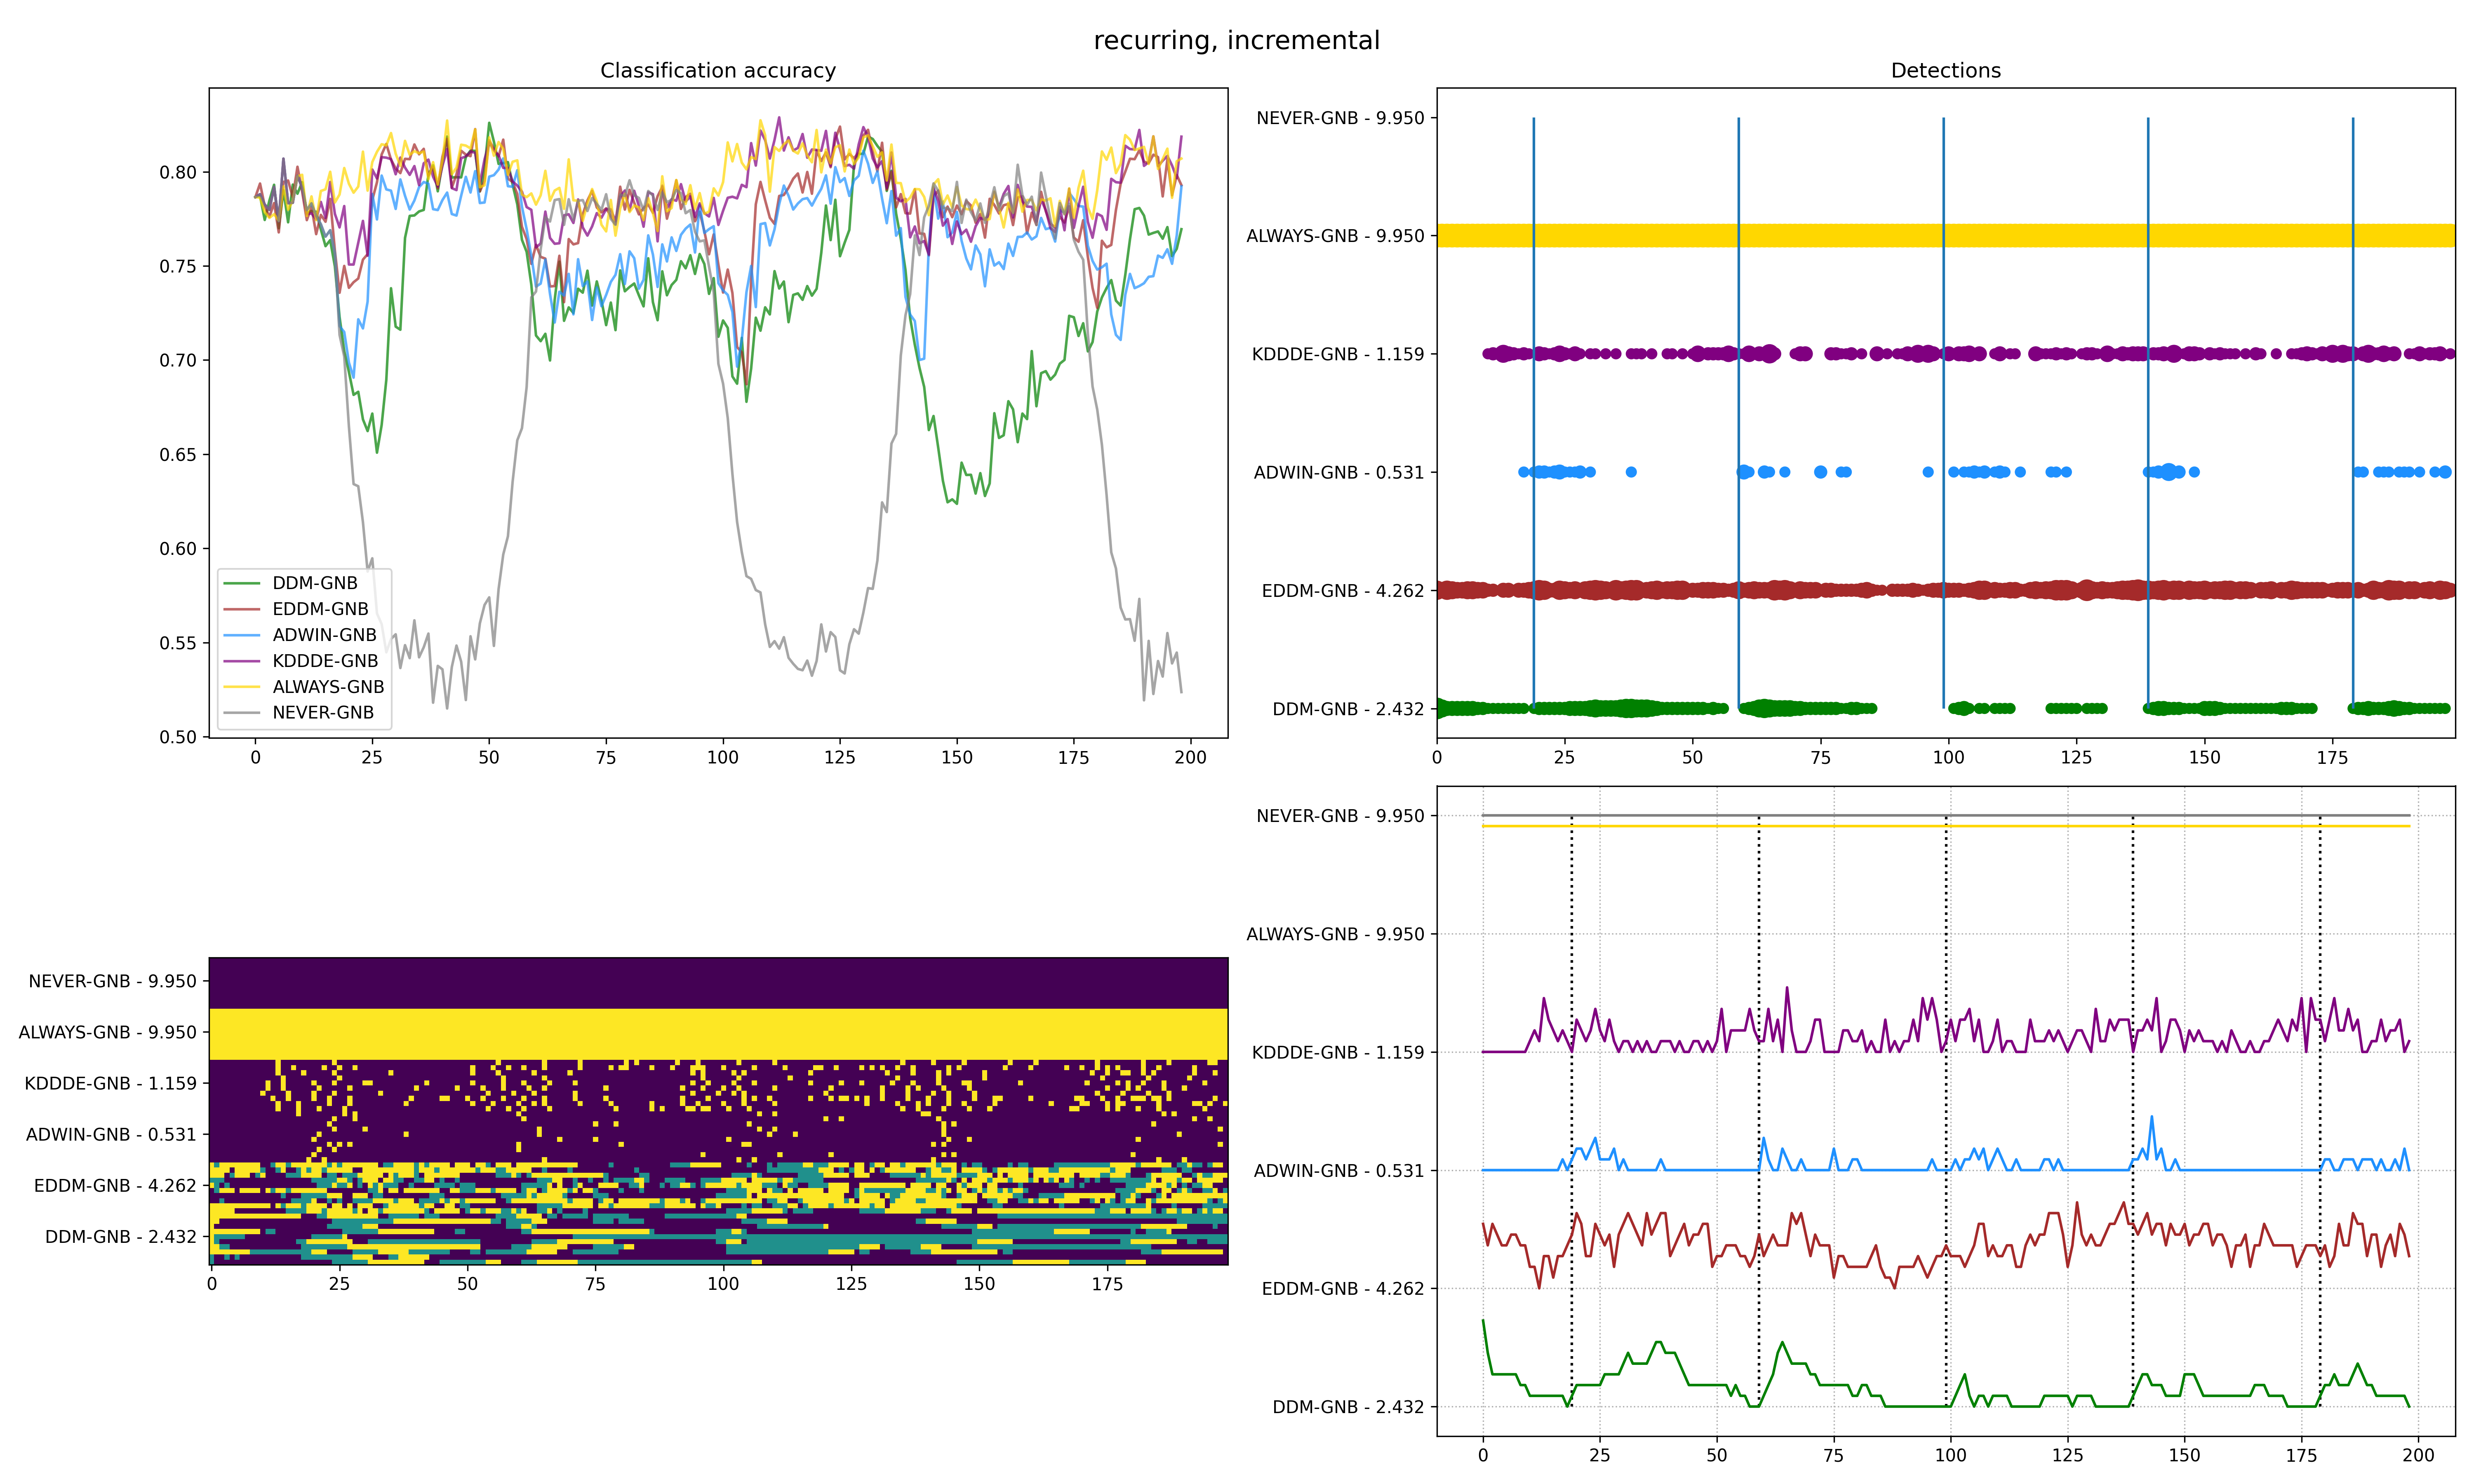 recurring, incremental
Classification accuracy
0.80
0.75
0.70
0.65
0.60
0.55
0.50
DDM-GNB
EDDM-GNB
ADWIN-GNB
KDDDE-GNB
ALWAYS-GNB
NEVER-GNB
0 25 50 75 100 125 150 175 200
Detections
NEVER-GNB - 9.950
ALWAYS-GNB - 9.950
KDDDE-GNB - 1.159
ADWIN-GNB - 0.531
EDDM-GNB - 4.262
DDM-GNB - 2.432
0 25 50 75 100 125 150 175
NEVER-GNB - 9.950
ALWAYS-GNB - 9.950
KDDDE-GNB - 1.159
ADWIN-GNB - 0.531
EDDM-GNB - 4.262
DDM-GNB - 2.432
0 25 50 75 100 125 150 175
NEVER-GNB - 9.950
ALWAYS-GNB - 9.950
KDDDE-GNB - 1.159
ADWIN-GNB - 0.531
EDDM-GNB - 4.262
DDM-GNB - 2.432
0 25 50 75 100 125 150 175 200